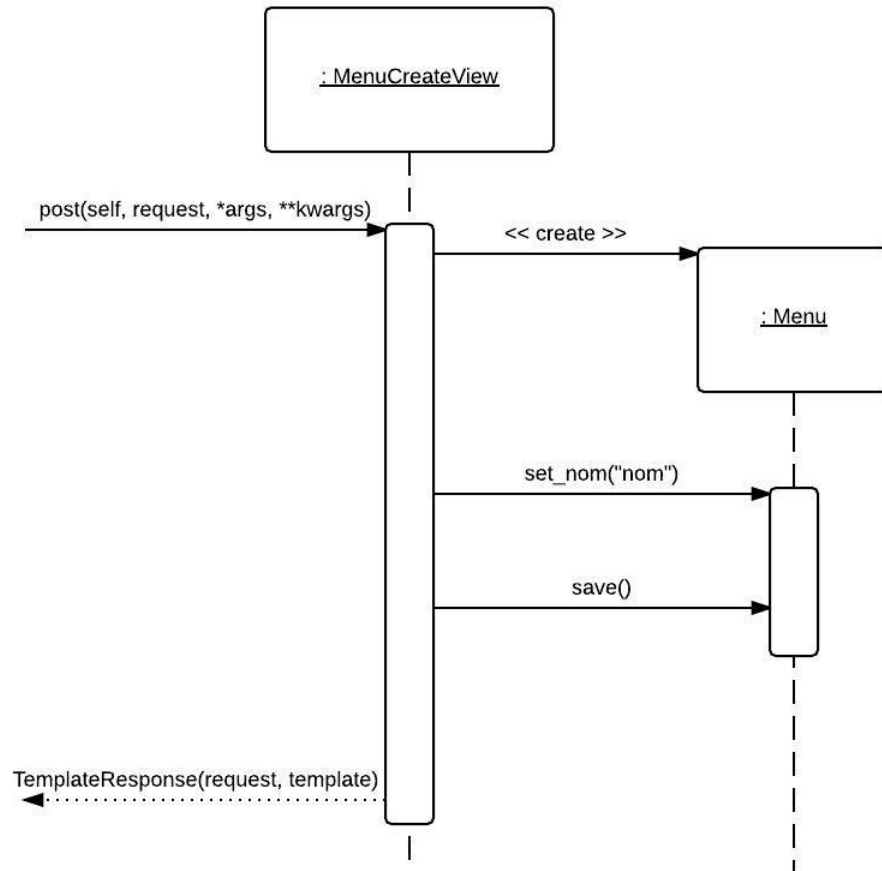 : MenuCreateView
post(self, request, *args, **kwargs)
<< create >>
: Menu
set_nom("nom")
save()
TemplateResponse(request, template)